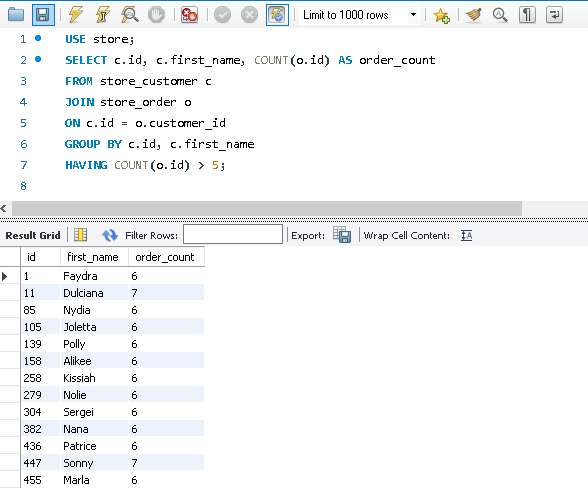 Limit to 1000 rows
1 USE store;
2 SELECT c.id, c.first_name, COUNT(o.id) AS order_count
3 FROM store_customer c
4 JOIN store_order o
5 ON c.id = o.customer_id
6 GROUP BY c.id, c.first_name
7 HAVING COUNT(o.id) > 5;
8
Result Grid Filter Rows: Export: Wrap Cell Content: IA
id first_name order_count
1 Faydra 6
11 Dulciana 7
85 Nydia 6
105 Joletta 6
139 Polly 6
158 Alikee 6
258 Kissiah 6
279 Nolie 6
304 Sergei 6
382 Nana 6
436 Patrice 6
447 Sonny 7
455 Marla 6